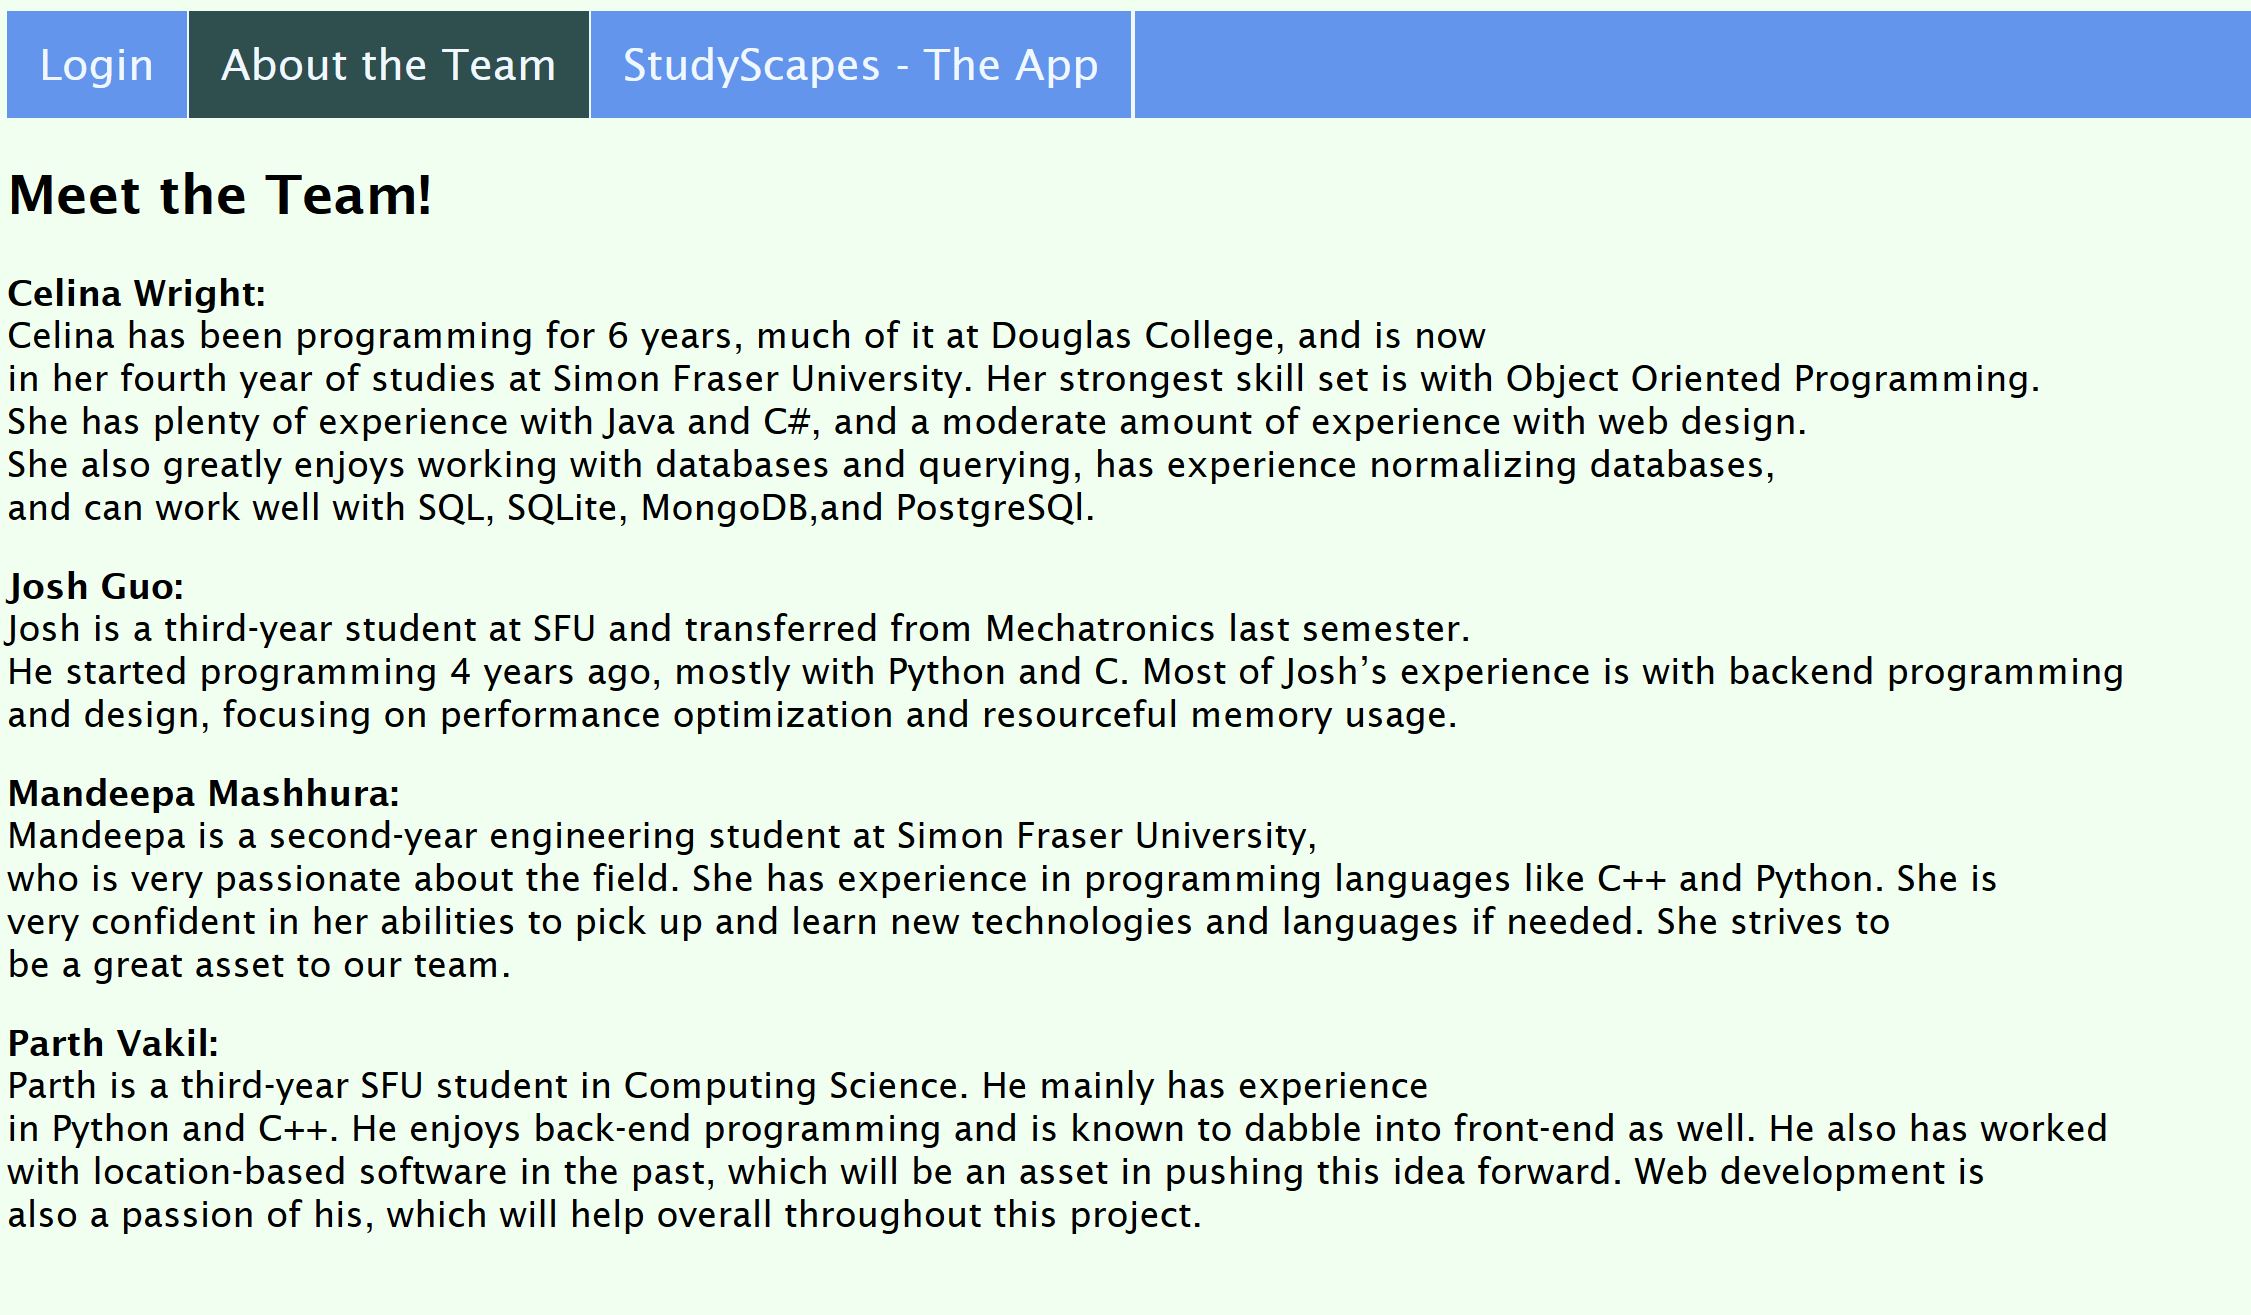 Login About the Team StudyScapes - The App
Meet the Team!
Celina Wright:
Celina has been programming for 6 years, much of it at Douglas College, and is now
in her fourth year of studies at Simon Fraser University. Her strongest skill set is with Object Oriented Programming.
She has plenty of experience with Java and C#, and a moderate amount of experience with web design.
She also greatly enjoys working with databases and querying, has experience normalizing databases,
and can work well with SQL, SQLite, MongoDB,and PostgreSQl.
Josh Guo:
Josh is a third-year student at SFU and transferred from Mechatronics last semester.
He started programming 4 years ago, mostly with Python and C. Most of Josh’s experience is with backend programming
and design, focusing on performance optimization and resourceful memory usage.
Mandeepa Mashhura:
Mandeepa is a second-year engineering student at Simon Fraser University,
who is very passionate about the field. She has experience in programming languages like C++ and Python. She is
very confident in her abilities to pick up and learn new technologies and languages if needed. She strives to
be a great asset to our team.
Parth Vakil:
Parth is a third-year SFU student in Computing Science. He mainly has experience
in Python and C++. He enjoys back-end programming and is known to dabble into front-end as well. He also has worked
with location-based software in the past, which will be an asset in pushing this idea forward. Web development is
also a passion of his, which will help overall throughout this project.